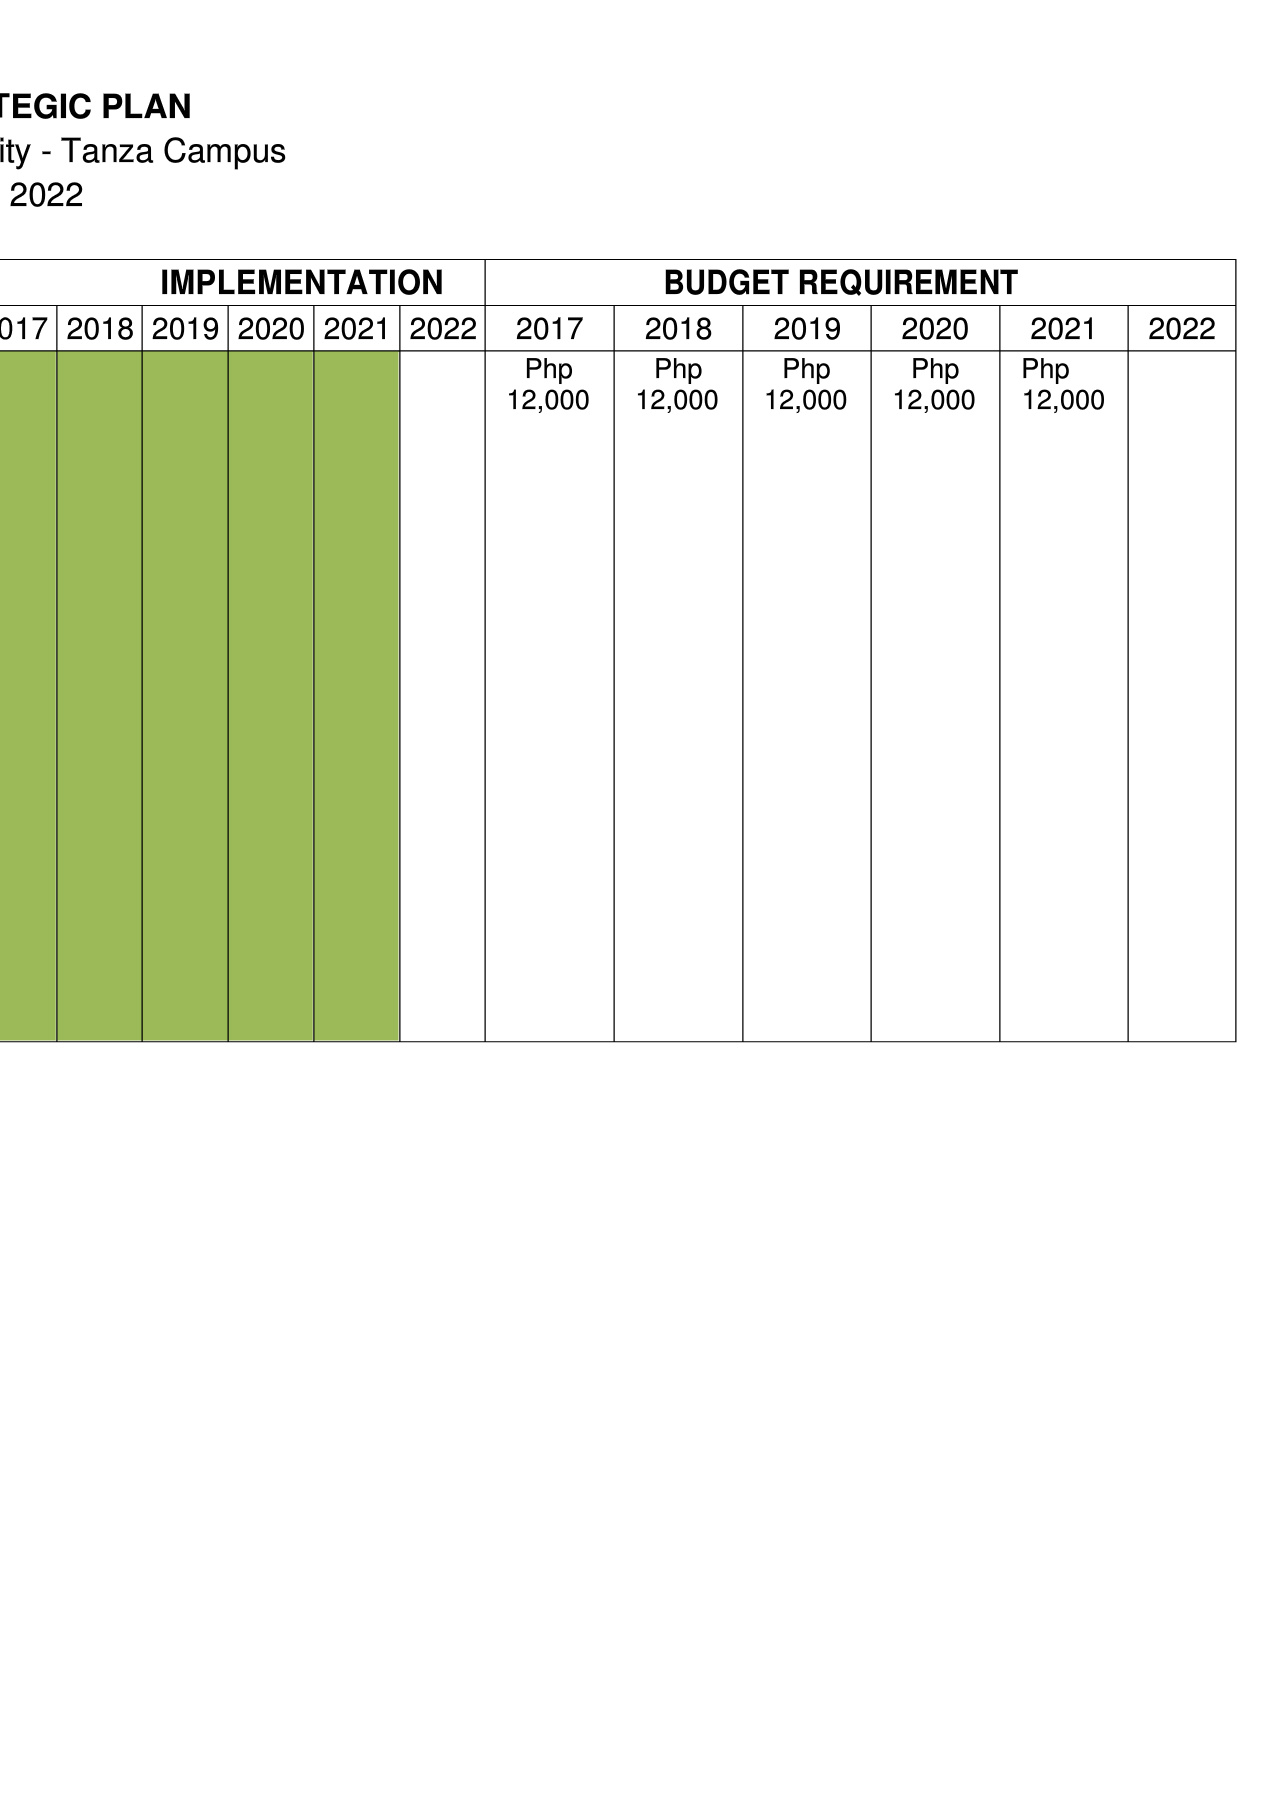 TEGIC PLAN
ity - Tanza Campus
2022
IMPLEMENTATION BUDGET REQUIREMENT
017 2018 2019 2020 2021 2022 2017 2018 2019 2020 2021 2022
Php Php Php Php Php
12,000 12,000 12,000 12,000 12,000